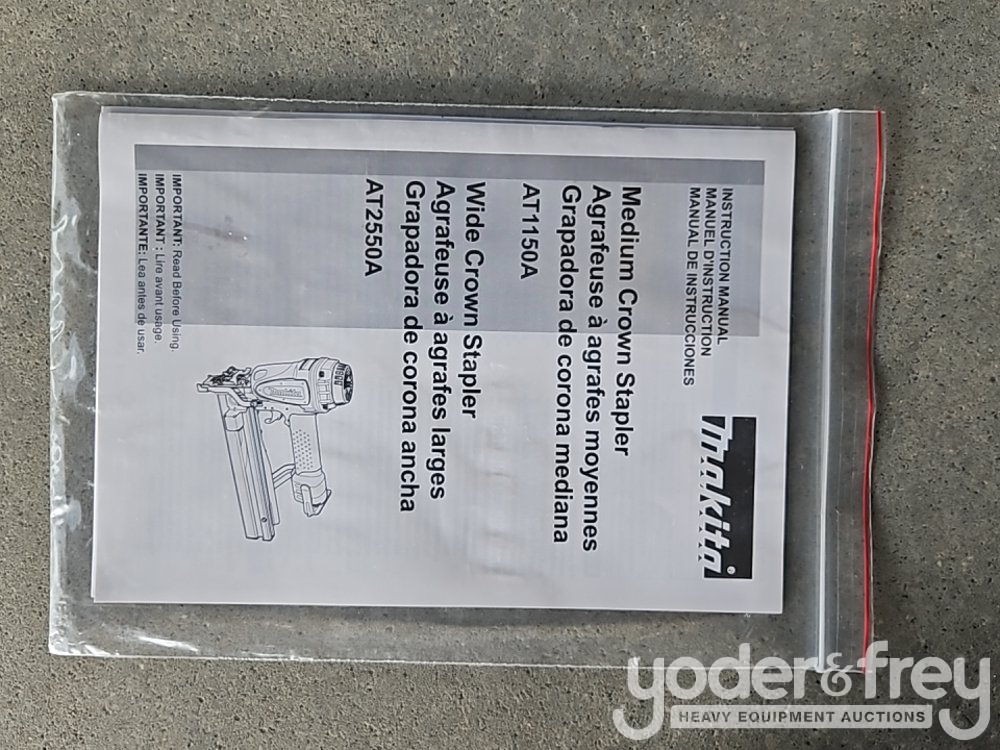 INSTRUCTION MANUAL
MANUEL D'INSTRUCTION
MANUAL DE INSTRUCCIONES
makita®
Medium Crown Stapler
Agrafeuse à agrafes moyennes
Grapadora de corona mediana
AT1150A
Wide Crown Stapler
Agrafeuse à agrafes larges
Grapadora de corona ancha
AT2550A
makita
IMPORTANT: Read Before Using.
IMPORTANT : Lire avant usage.
IMPORTANTE: Lea antes de usar.
yoder&frey
HEAVY EQUIPMENT AUCTIONS